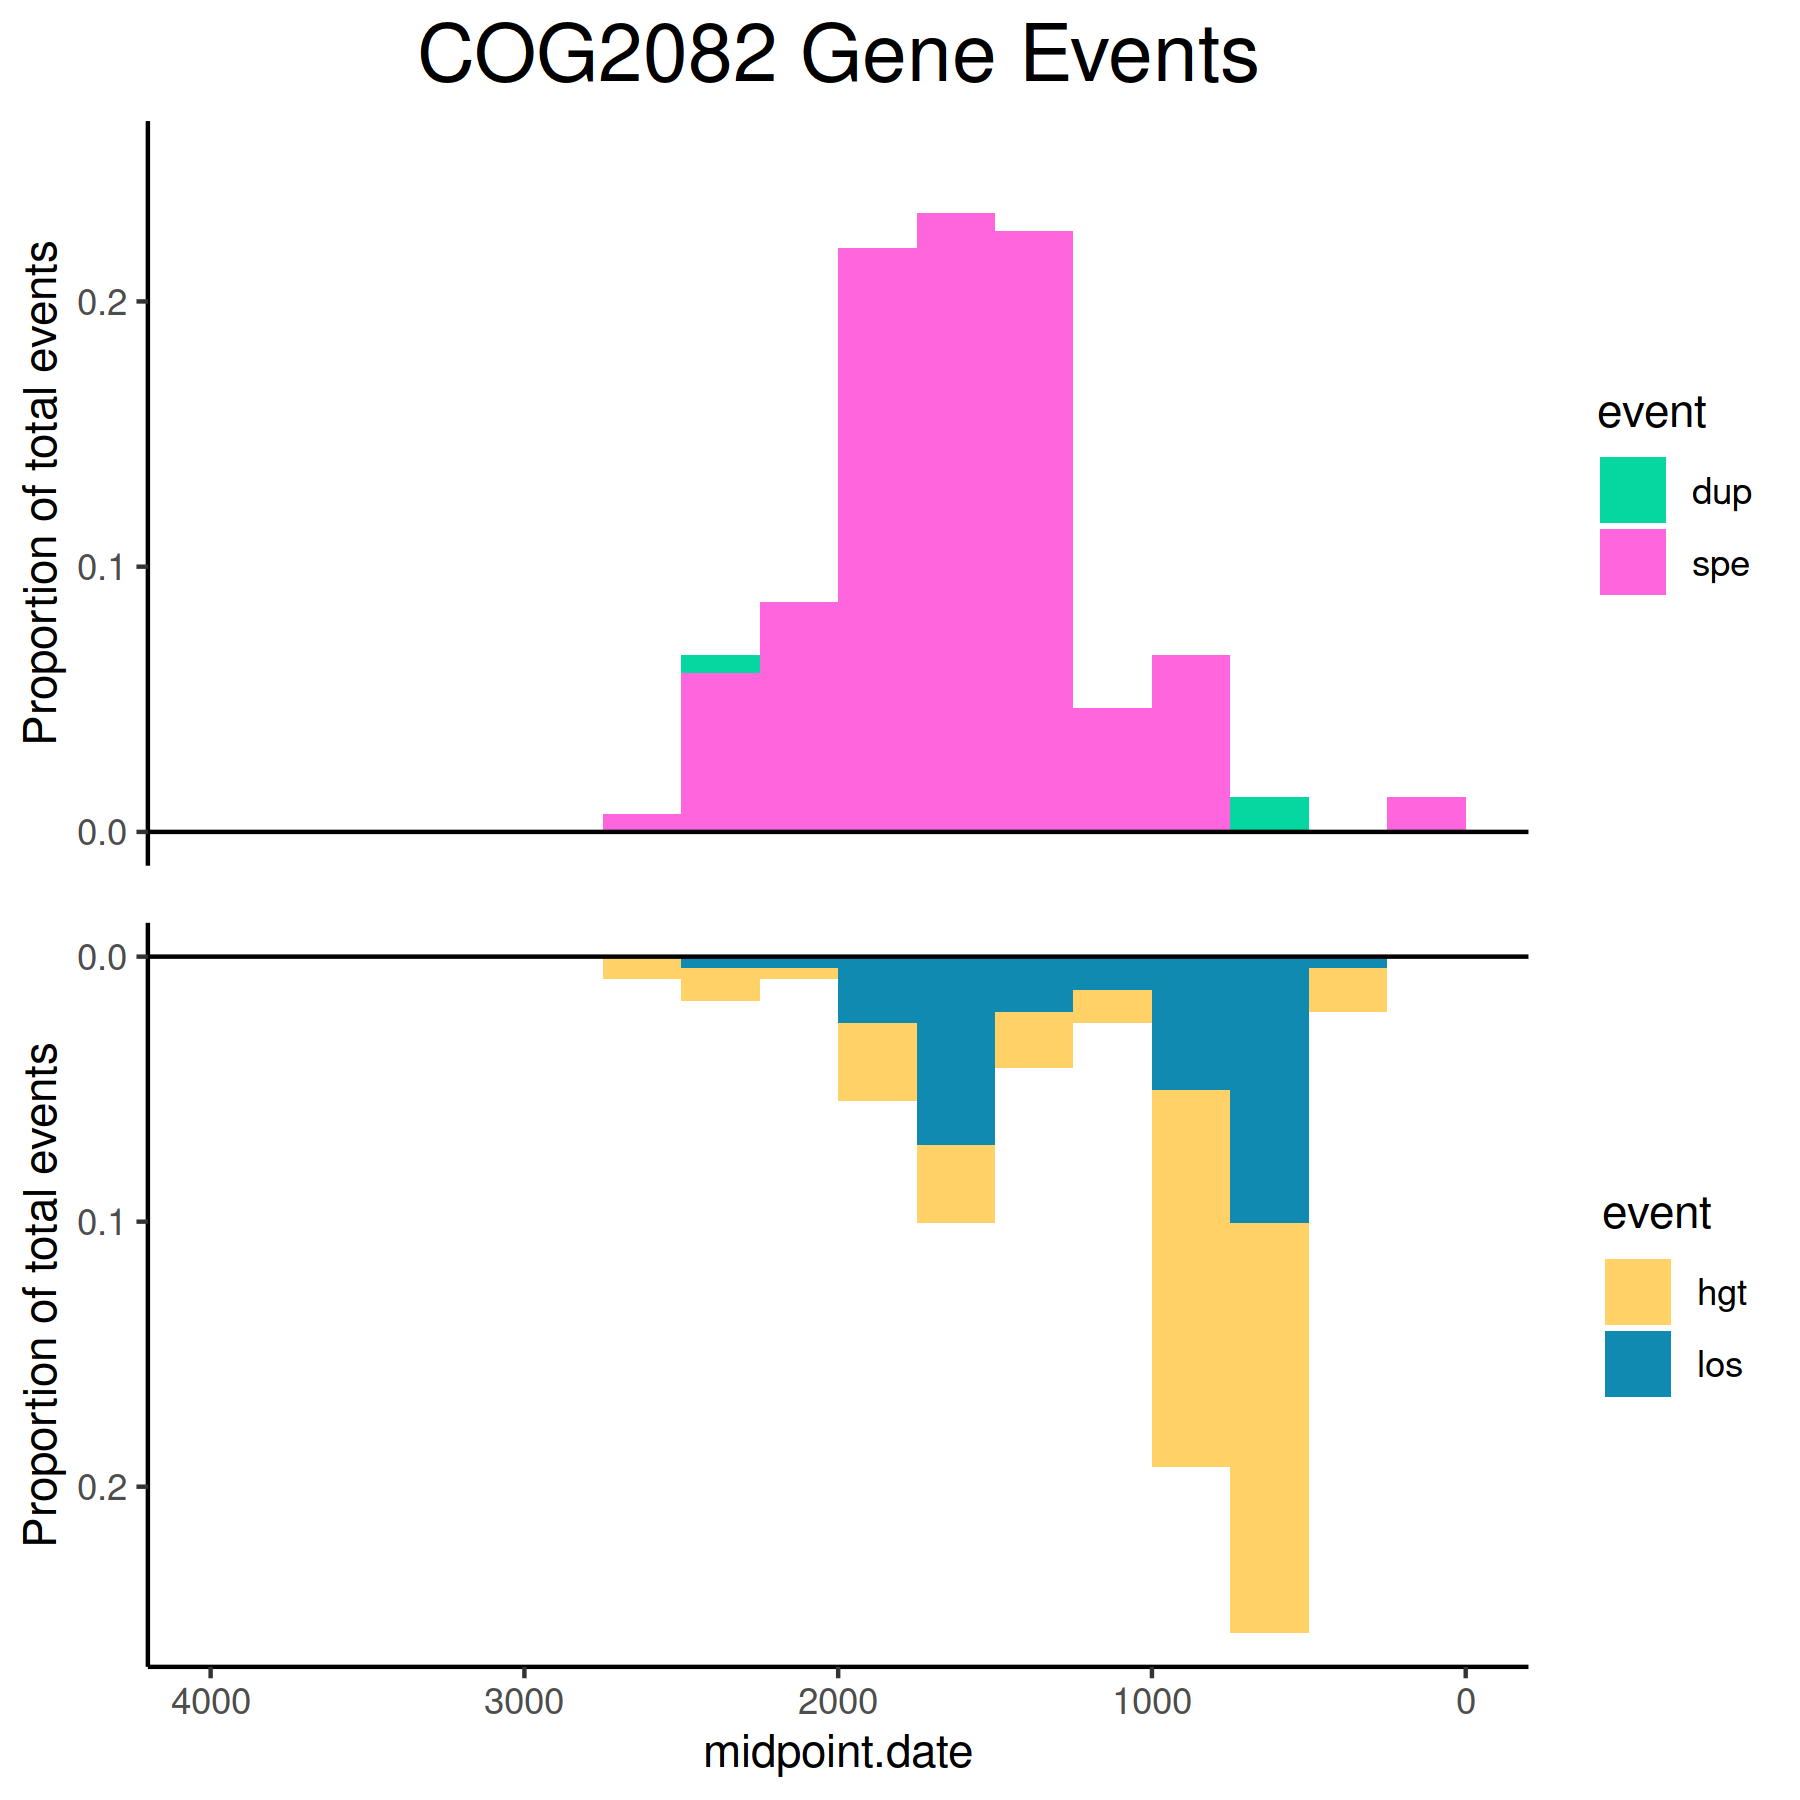 COG2082 Gene Events
Proportion of total events
0.2
0.1
0.0
event
dup
spe
Proportion of total events
0.0
0.1
0.2
event
hgt
los
4000 3000 2000 1000 0
midpoint.date